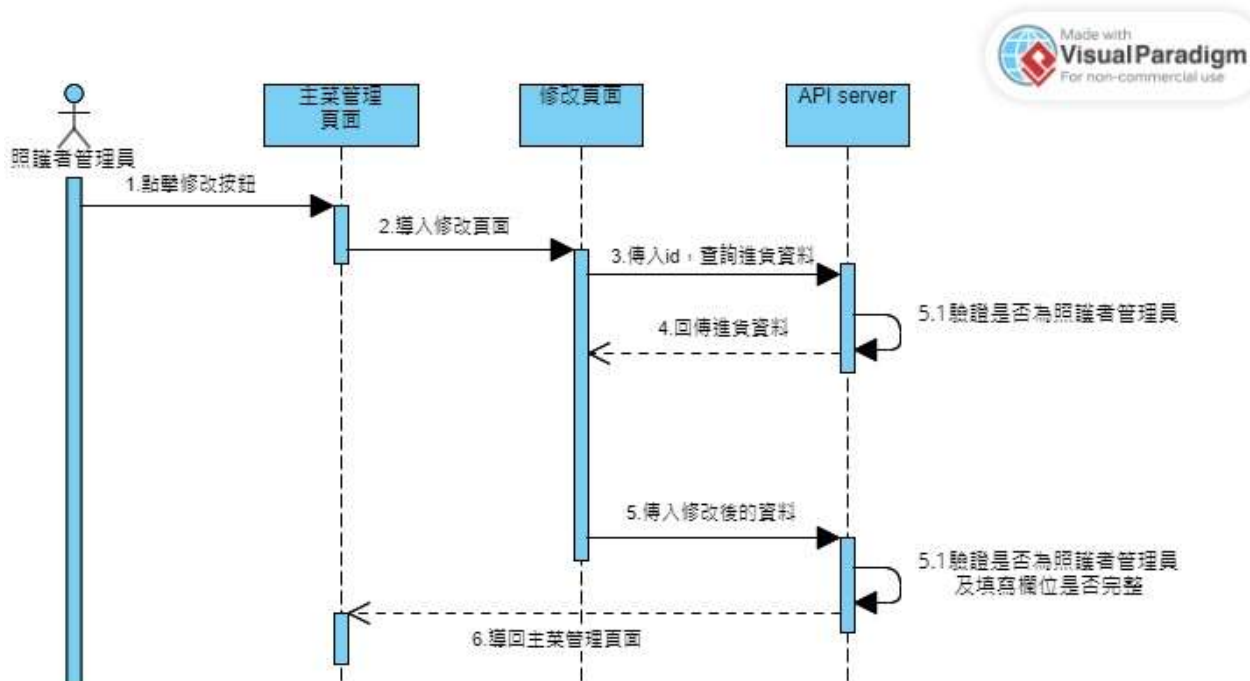 Made with
Visual Paradigm
For non-commercial use
主菜管理
頁面
修改頁面
API server
照護者管理員
1.點擊修改按鈕
2.導入修改頁面
3.傳入id，查詢進貨資料
5.1驗證是否為照護者管理員
4.回傳進貨資料
5.傳入修改後的資料
5.1驗證是否為照護者管理員
及填寫欄位是否完整
6.導回主菜管理頁面